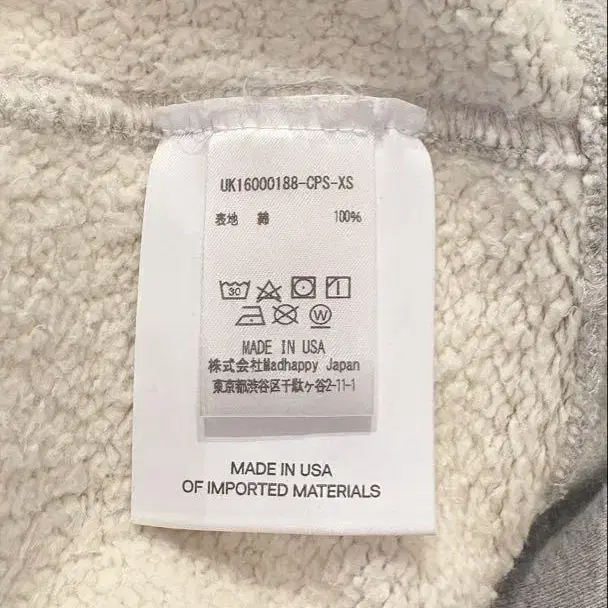 UK16000188-CPS-XS
表地 綿 100%
30
W
MADE IN USA
株式会社Madhappy Japan
東京都渋谷区千駄ヶ谷2-11-1
MADE IN USA
OF IMPORTED MATERIALS